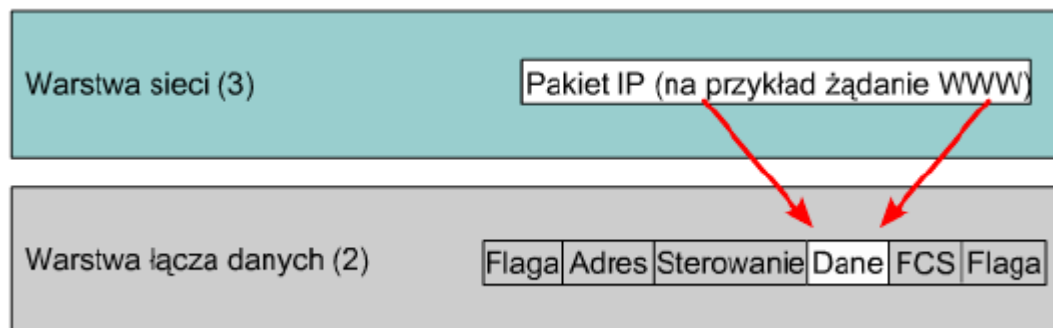 Warstwa sieci (3)
Pakiet IP (na przykład żądanie WWW)
Warstwa łącza danych (2)
Flaga Adres Sterowanie Dane FCS Flaga